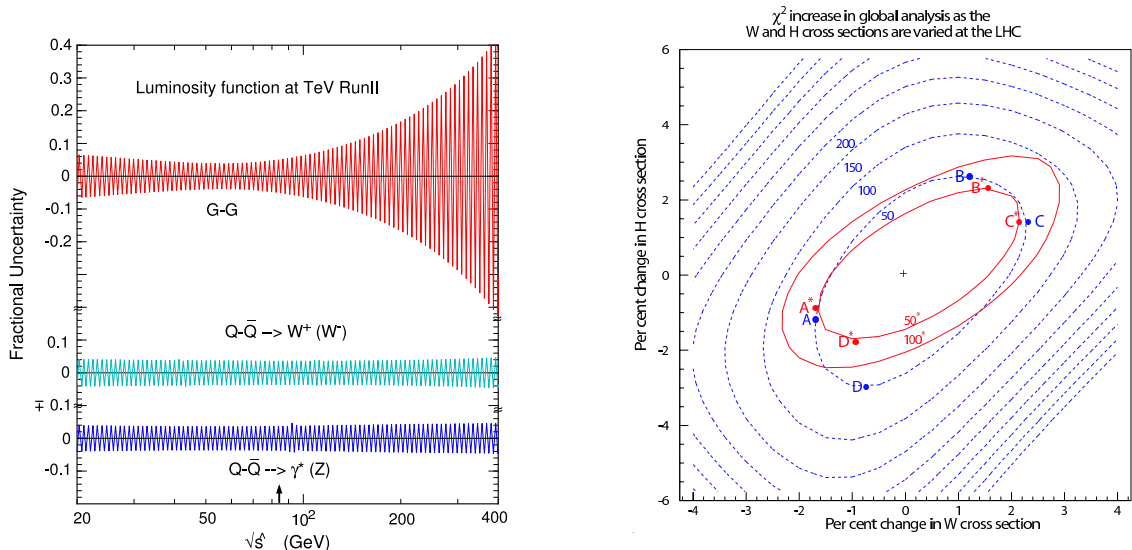 0.4
Luminosity function at TeV RunII
0.3
0.2
0.1
0
-0.1
-0.2
G-G
Fractional Uncertainty
±
Q-Q̄ --> W⁺ (W⁻)
0.1
0
0.1
0
-0.1
Q-Q̄ --> γ* (Z)
20
50
10²
200
400
√ŝ (GeV)
χ² increase in global analysis as the
W and H cross sections are varied at the LHC
Per cent change in H cross section
6
4
2
0
-2
-4
-6
200
150
100
50
B
B*
C*
C
A*
A
D*
D
50*
100*
-4
-3
-2
-1
0
1
2
3
4
Per cent change in W cross section